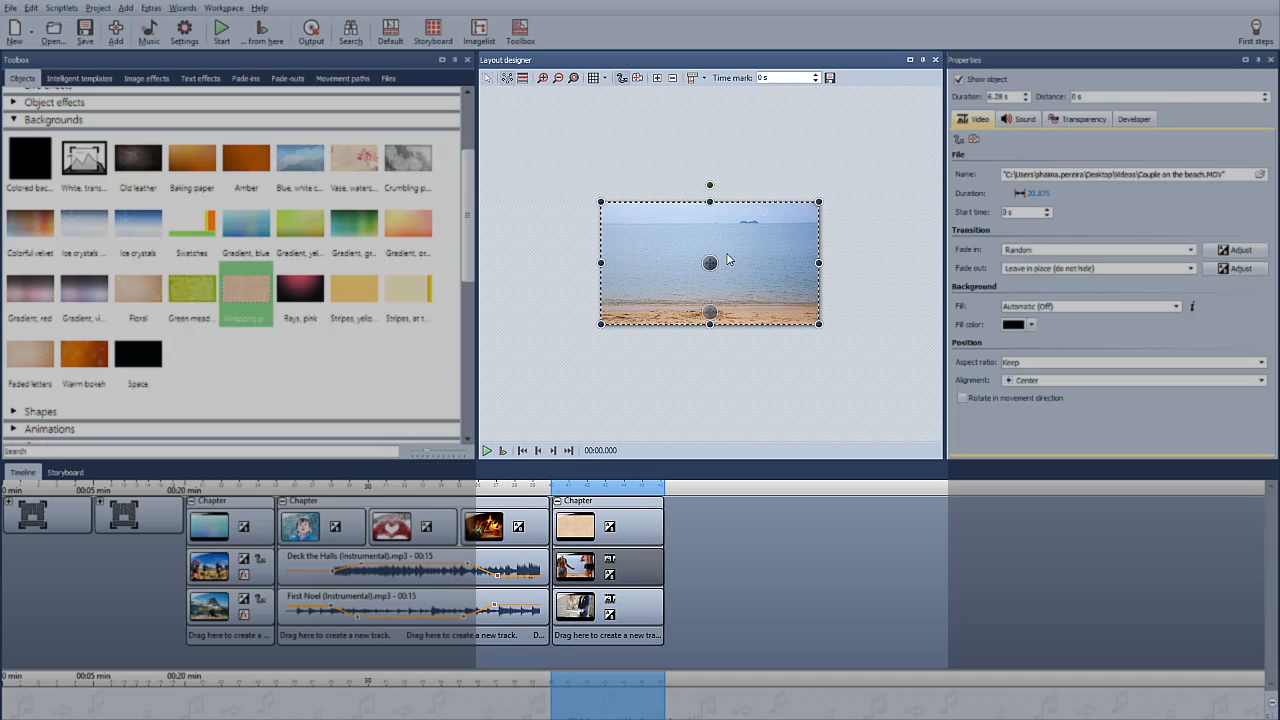 File Edit Scriptlets Project Add Extras Wizards Workspace Help
New Open... Save Add Music Settings Start ... from here Output Search Default Storyboard Imagelist Toolbox First steps
Toolbox
Objects Intelligent templates Image effects Text effects Fade-ins Fade-outs Movement paths Files
Object effects
Backgrounds
Colored bac... White, trans... Old leather Baking paper Amber Blue, white c... Vase, waterc... Crumbling p...
Colorful velvet Ice crystals ... Ice crystals Swatches Gradient, blue Gradient, yel... Gradient, gr... Gradient, or...
Gradient, red Gradient, vi... Floral Green mead... Wrapping p... Rays, pink Stripes, yello... Stripes, at t...
Faded letters Warm bokeh Space
Shapes
Animations
Search
Layout designer
Time mark: 0 s
00:00.000
Properties
Show object
Duration: 6.28 s Distance: 0 s
Video Sound Transparency Developer
File
Name: "C:\Users\shaima.pereira\Desktop\Videos\Couple on the beach.MOV"
Duration: 20.875
Start time: 0 s
Transition
Fade in: Random Adjust
Fade out: Leave in place (do not hide) Adjust
Background
Fill: Automatic (Off)
Fill color:
Position
Aspect ratio: Keep
Alignment: Center
Rotate in movement direction
Timeline Storyboard
0 min 00:05 min 00:20 min 30
Chapter Chapter Chapter
Deck the Halls (Instrumental).mp3 - 00:15
First Noel (Instrumental).mp3 - 00:15
Drag here to create a ... Drag here to create a new track. Drag here to create a new track. D... Drag here to create a new tra...
0 min 00:05 min 00:20 min 30